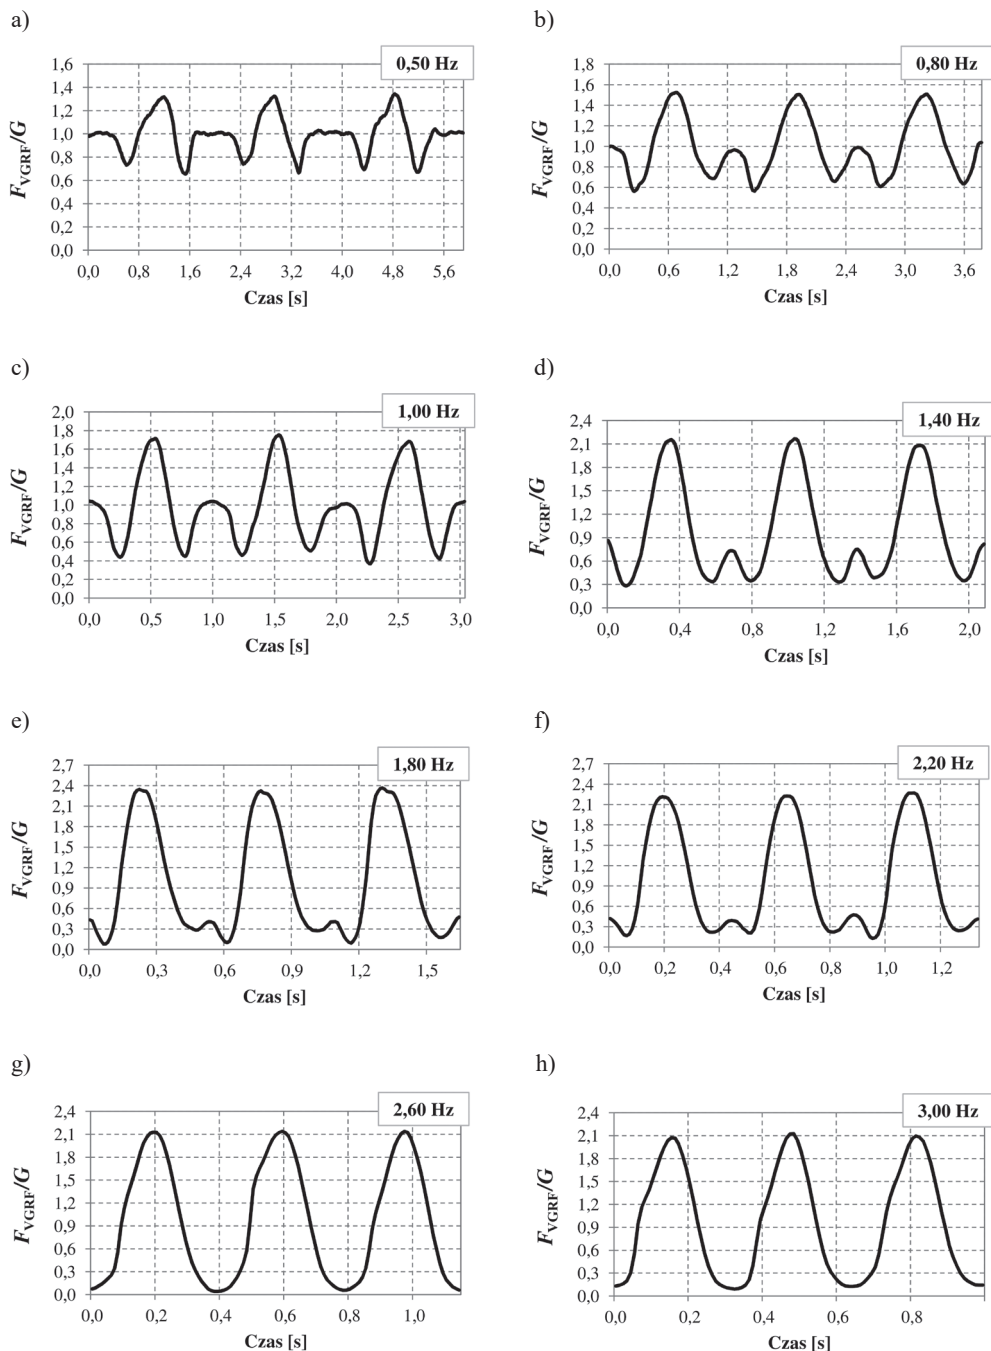 a)
0,50 Hz
1,6
1,4
1,2
1,0
0,8
0,6
0,4
0,2
0,0
F_VGRF/G
0,0 0,8 1,6 2,4 3,2 4,0 4,8 5,6
Czas [s]
b)
0,80 Hz
1,8
1,6
1,4
1,2
1,0
0,8
0,6
0,4
0,2
0,0
F_VGRF/G
0,0 0,6 1,2 1,8 2,4 3,0 3,6
Czas [s]
c)
1,00 Hz
2,0
1,8
1,6
1,4
1,2
1,0
0,8
0,6
0,4
0,2
0,0
F_VGRF/G
0,0 0,5 1,0 1,5 2,0 2,5 3,0
Czas [s]
d)
1,40 Hz
2,4
2,1
1,8
1,5
1,2
0,9
0,6
0,3
0,0
F_VGRF/G
0,0 0,4 0,8 1,2 1,6 2,0
Czas [s]
e)
1,80 Hz
2,7
2,4
2,1
1,8
1,5
1,2
0,9
0,6
0,3
0,0
F_VGRF/G
0,0 0,3 0,6 0,9 1,2 1,5
Czas [s]
f)
2,20 Hz
2,7
2,4
2,1
1,8
1,5
1,2
0,9
0,6
0,3
0,0
F_VGRF/G
0,0 0,2 0,4 0,6 0,8 1,0 1,2
Czas [s]
g)
2,60 Hz
2,4
2,1
1,8
1,5
1,2
0,9
0,6
0,3
0,0
F_VGRF/G
0,0 0,2 0,4 0,6 0,8 1,0
Czas [s]
h)
3,00 Hz
2,4
2,1
1,8
1,5
1,2
0,9
0,6
0,3
0,0
F_VGRF/G
0,0 0,2 0,4 0,6 0,8
Czas [s]